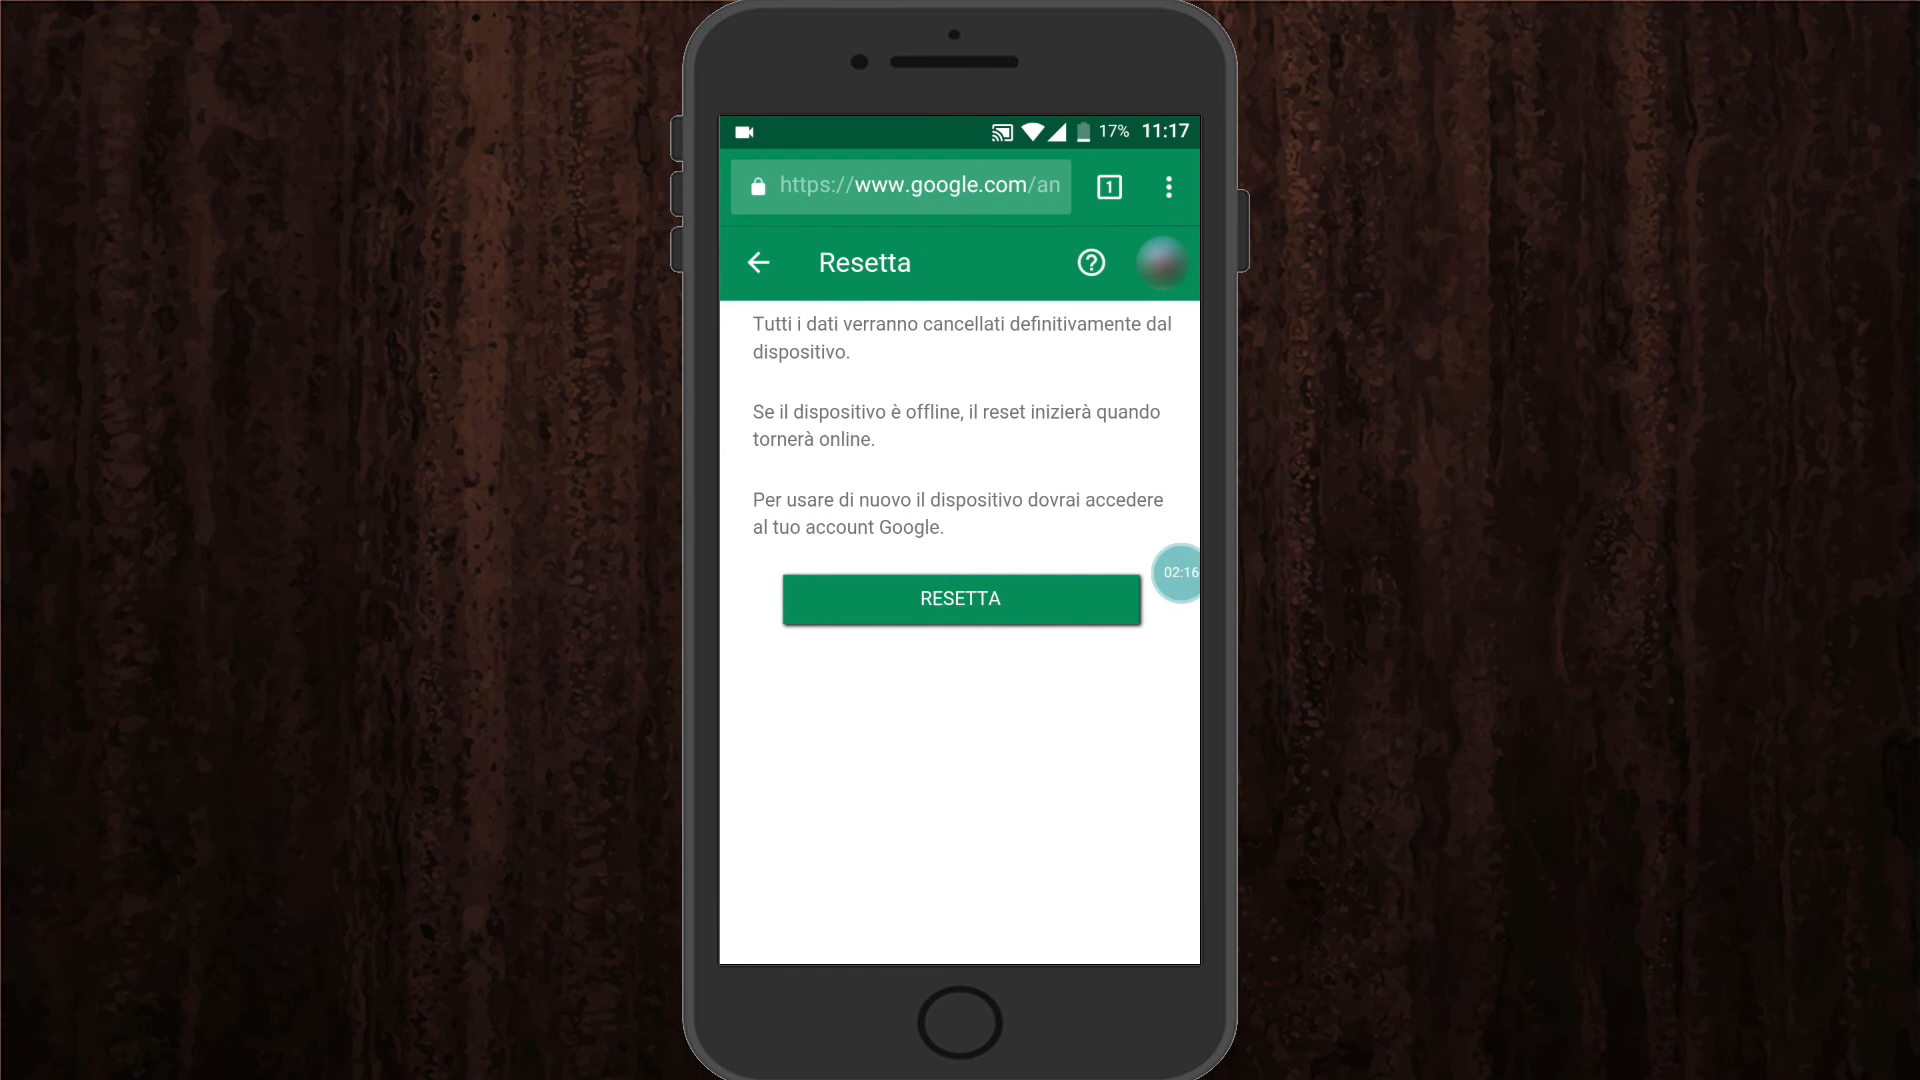 17% 11:17
https://www.google.com/an
1
Resetta
Tutti i dati verranno cancellati definitivamente dal
dispositivo.
Se il dispositivo è offline, il reset inizierà quando
tornerà online.
Per usare di nuovo il dispositivo dovrai accedere
al tuo account Google.
02:16
RESETTA